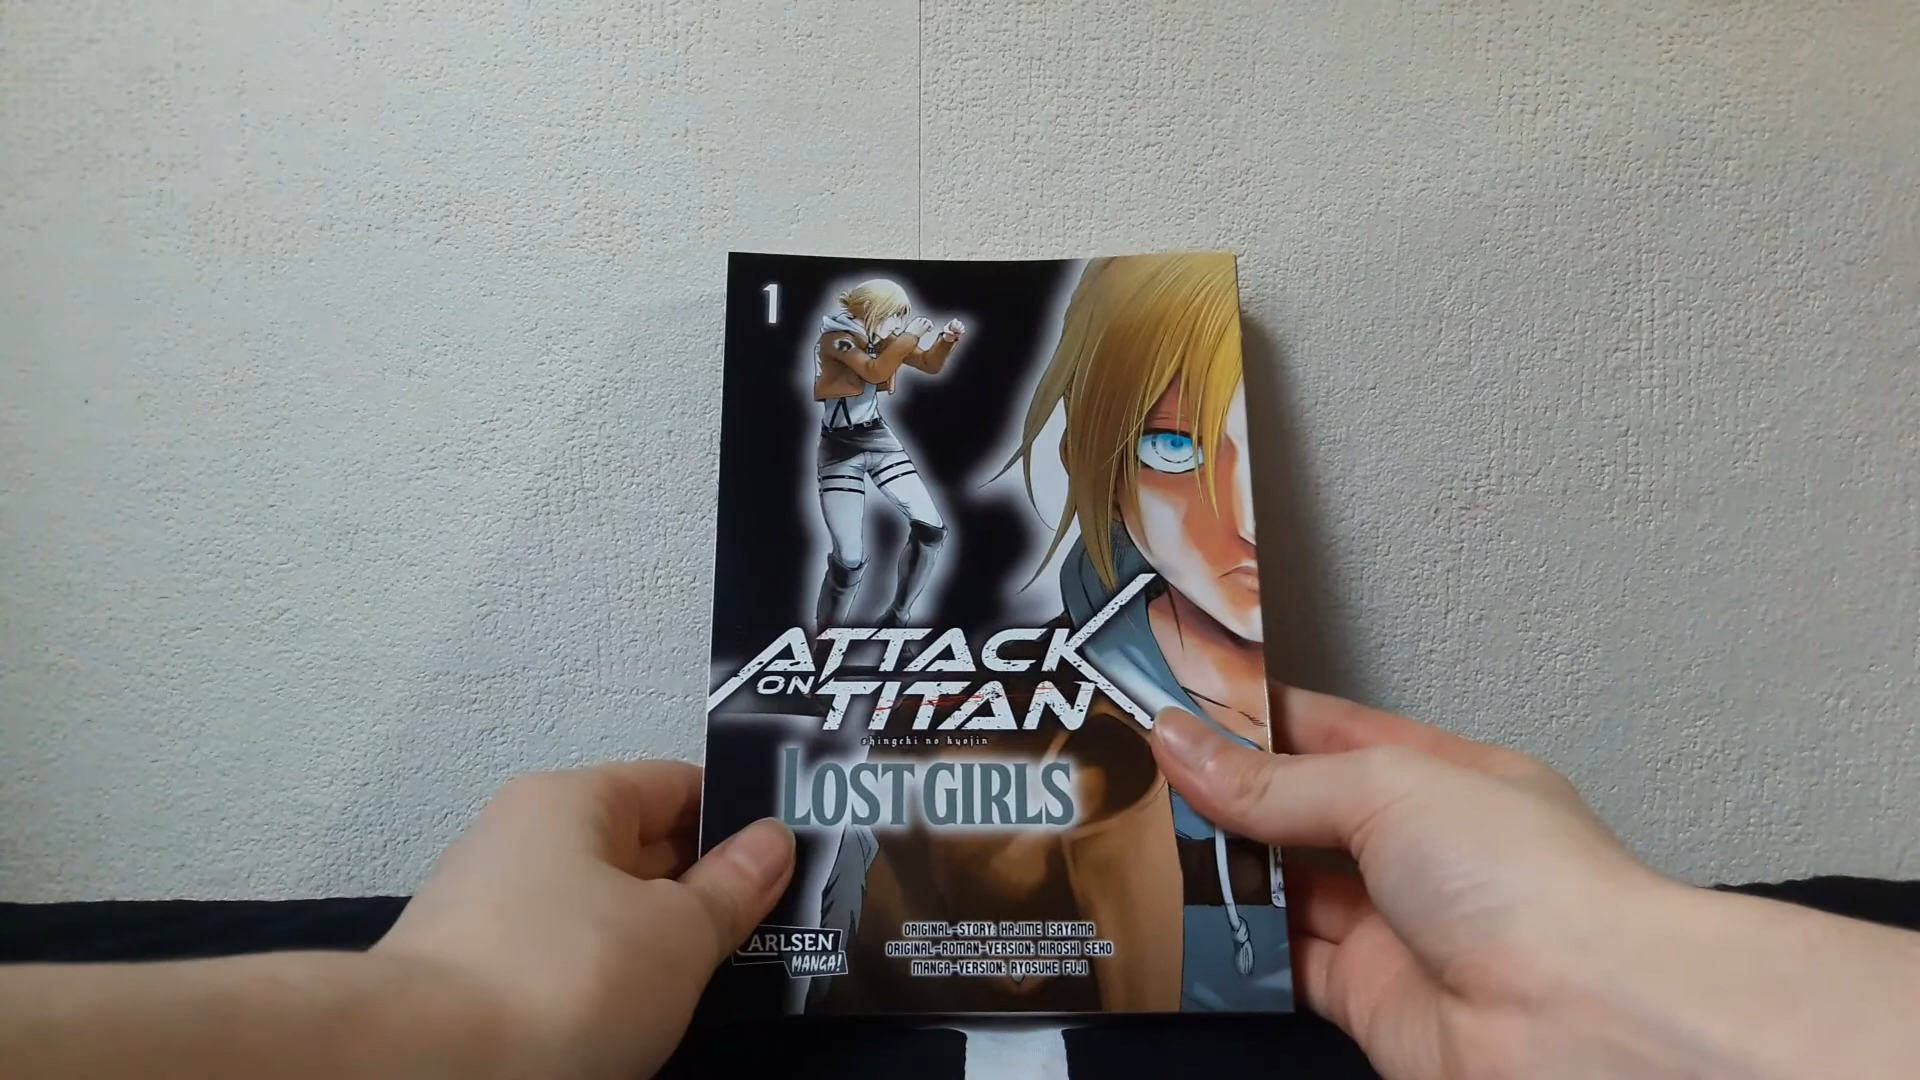 1
ATTACK
ON TITAN
shingeki no kyojin
LOST GIRLS
ORIGINAL-STORY: HAJIME ISAYAMA
ORIGINAL-ROMAN-VERSION: HIROSHI SEKO
MANGA-VERSION: RYOSUKE FUJI
CARLSEN
MANGA!